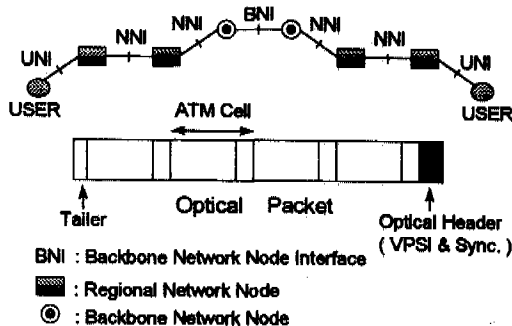 BNI
NNI NNI
NNI NNI
UNI UNI
USER USER
ATM Cell
Tailer Optical Packet Optical Header
( VPSI & Sync. )
BNI : Backbone Network Node Interface
: Regional Network Node
: Backbone Network Node